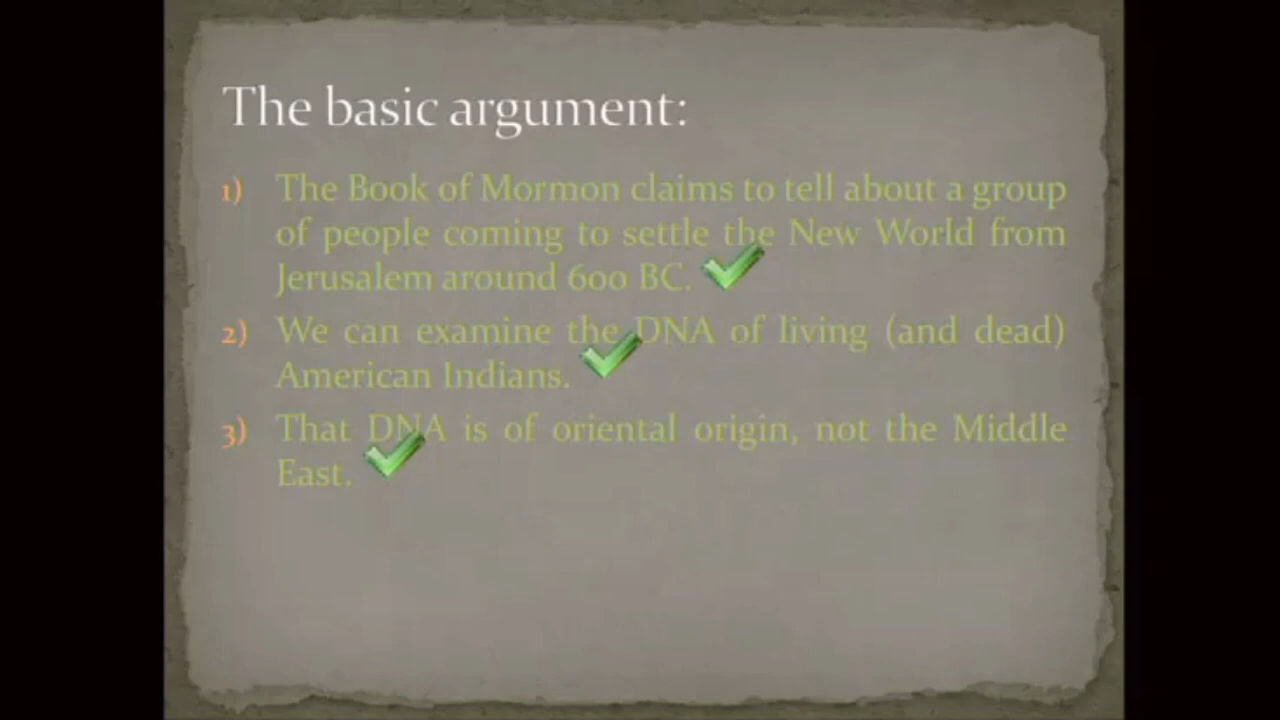 The basic argument:
1) The Book of Mormon claims to tell about a group
of people coming to settle the New World from
Jerusalem around 600 BC.
2) We can examine the DNA of living (and dead)
American Indians.
3) That DNA is of oriental origin, not the Middle
East.